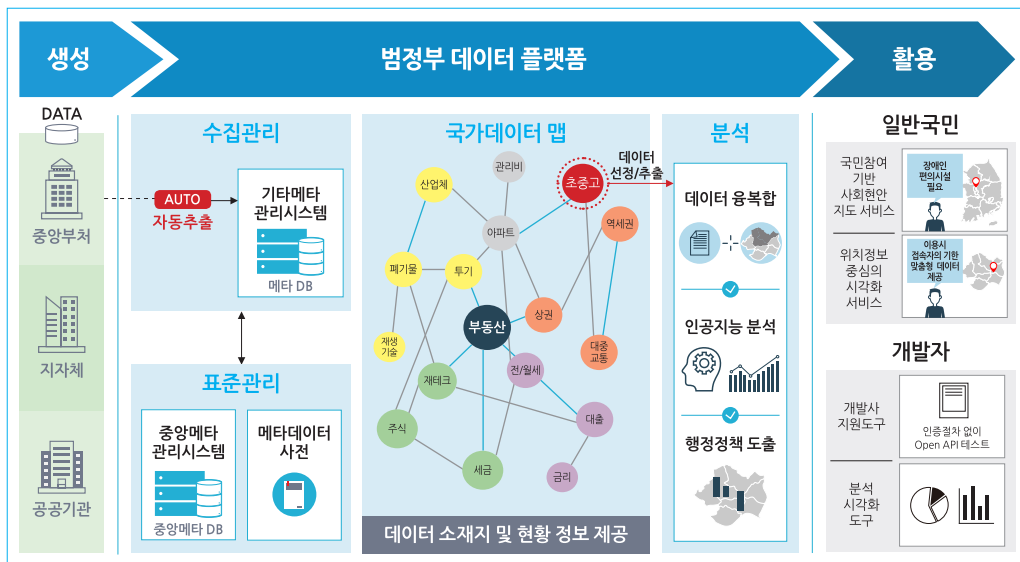 생성
범정부 데이터 플랫폼
활용
DATA
중앙부처
지자체
공공기관
수집관리
AUTO
자동추출
기타메타
관리시스템
메타 DB
표준관리
중앙메타
관리시스템
중앙메타 DB
메타데이터
사전
국가데이터 맵
관리비
산업체
초중고
아파트
역세권
폐기물
투기
상권
부동산
재생
기술
대중
교통
전/월세
재테크
대출
주식
세금
금리
데이터 소재지 및 현황 정보 제공
데이터
선정/추출
분석
데이터 융복합
인공지능 분석
행정정책 도출
일반국민
국민참여
기반
사회현안
지도 서비스
장애인
편의시설
필요
위치정보
중심의
시각화
서비스
이용시
접속자의 기한
맞춤형 데이터
제공
개발자
개발사
지원도구
인증절차 없이
Open API 테스트
분석
시각화
도구